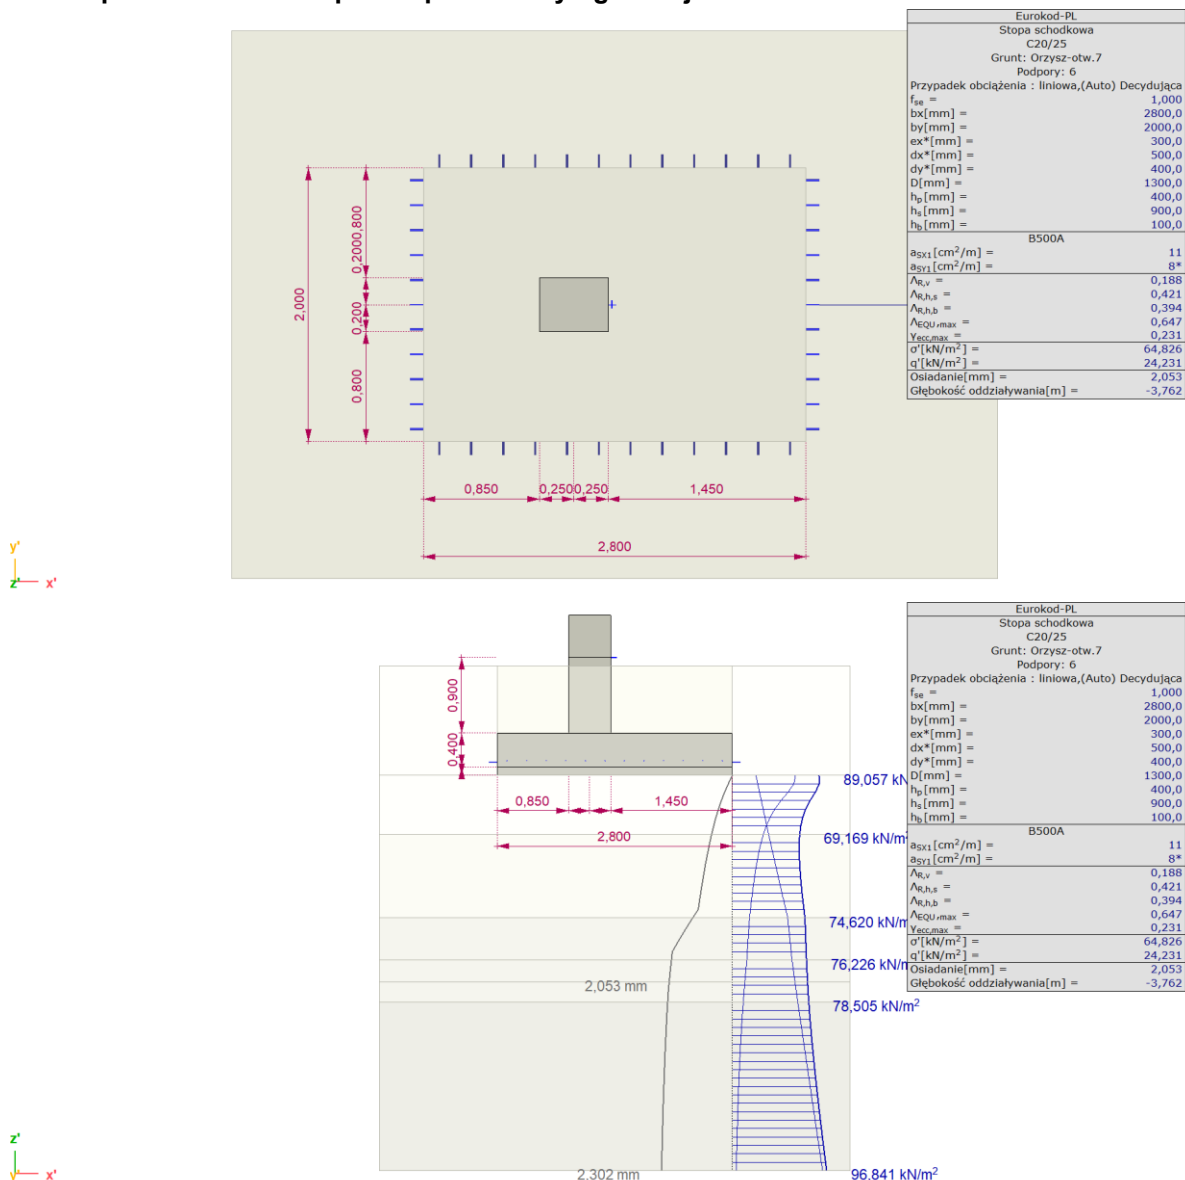 Eurokod-PL
Stopa schodkowa
C20/25
Grunt: Orzysz-otw.7
Podpory: 6
Przypadek obciążenia : liniowa,(Auto) Decydująca
fse = 1,000
bx[mm] = 2800,0
by[mm] = 2000,0
ex*[mm] = 300,0
dx*[mm] = 500,0
dy*[mm] = 400,0
D[mm] = 1300,0
hp[mm] = 400,0
hs[mm] = 900,0
hb[mm] = 100,0
B500A
aSX1[cm²/m] = 11
aSY1[cm²/m] = 8*
ΛR,v = 0,188
ΛR,h,s = 0,421
ΛR,h,b = 0,394
ΛEQU,max = 0,647
γecc,max = 0,231
σ'[kN/m²] = 64,826
q'[kN/m²] = 24,231
Osiadanie[mm] = 2,053
Głębokość oddziaływania[m] = -3,762
2,000
0,800
0,200
0,200
0,800
0,850 0,250 0,250 1,450
2,800
y'
z' x'
Eurokod-PL
Stopa schodkowa
C20/25
Grunt: Orzysz-otw.7
Podpory: 6
Przypadek obciążenia : liniowa,(Auto) Decydująca
fse = 1,000
bx[mm] = 2800,0
by[mm] = 2000,0
ex*[mm] = 300,0
dx*[mm] = 500,0
dy*[mm] = 400,0
D[mm] = 1300,0
hp[mm] = 400,0
hs[mm] = 900,0
hb[mm] = 100,0
B500A
aSX1[cm²/m] = 11
aSY1[cm²/m] = 8*
ΛR,v = 0,188
ΛR,h,s = 0,421
ΛR,h,b = 0,394
ΛEQU,max = 0,647
γecc,max = 0,231
σ'[kN/m²] = 64,826
q'[kN/m²] = 24,231
Osiadanie[mm] = 2,053
Głębokość oddziaływania[m] = -3,762
0,900
0,400
0,850 1,450
2,800
89,057 kN
69,169 kN/m²
74,620 kN/m
76,226 kN/m
2,053 mm
78,505 kN/m²
2.302 mm
96.841 kN/m²
z'
y' x'